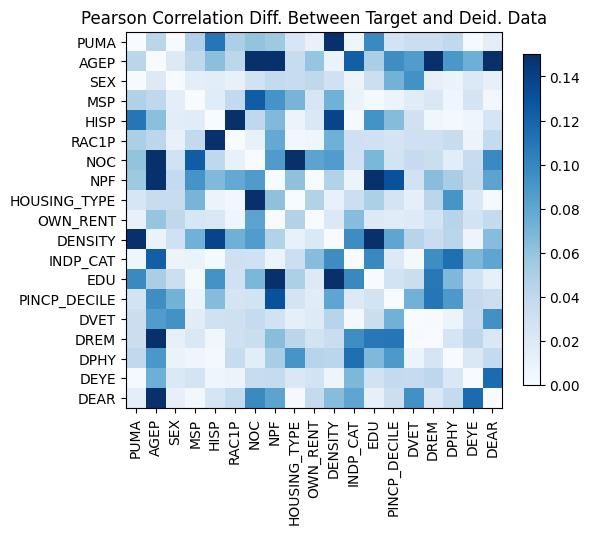 Pearson Correlation Diff. Between Target and Deid. Data
PUMA
AGEP
SEX
MSP
HISP
RAC1P
NOC
NPF
HOUSING_TYPE
OWN_RENT
DENSITY
INDP_CAT
EDU
PINCP_DECILE
DVET
DREM
DPHY
DEYE
DEAR
PUMA
AGEP
SEX
MSP
HISP
RAC1P
NOC
NPF
HOUSING_TYPE
OWN_RENT
DENSITY
INDP_CAT
EDU
PINCP_DECILE
DVET
DREM
DPHY
DEYE
DEAR
0.14
0.12
0.10
0.08
0.06
0.04
0.02
0.00